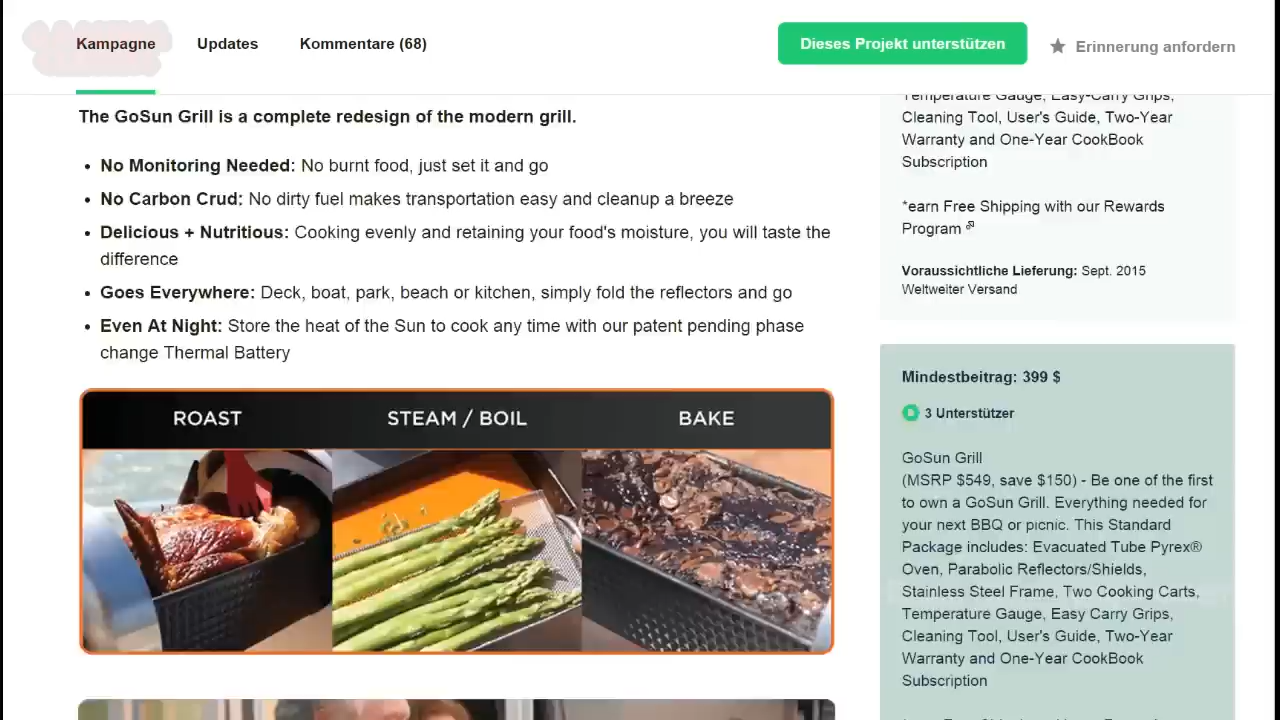 Kampagne
Updates
Kommentare (68)
Dieses Projekt unterstützen
Erinnerung anfordern
The GoSun Grill is a complete redesign of the modern grill.
• No Monitoring Needed: No burnt food, just set it and go
• No Carbon Crud: No dirty fuel makes transportation easy and cleanup a breeze
• Delicious + Nutritious: Cooking evenly and retaining your food's moisture, you will taste the
difference
• Goes Everywhere: Deck, boat, park, beach or kitchen, simply fold the reflectors and go
• Even At Night: Store the heat of the Sun to cook any time with our patent pending phase
change Thermal Battery
ROAST
STEAM / BOIL
BAKE
Temperature Gauge, Easy-Carry Grips,
Cleaning Tool, User's Guide, Two-Year
Warranty and One-Year CookBook
Subscription
*earn Free Shipping with our Rewards
Program
Voraussichtliche Lieferung: Sept. 2015
Weltweiter Versand
Mindestbeitrag: 399 $
3 Unterstützer
GoSun Grill
(MSRP $549, save $150) - Be one of the first
to own a GoSun Grill. Everything needed for
your next BBQ or picnic. This Standard
Package includes: Evacuated Tube Pyrex®
Oven, Parabolic Reflectors/Shields,
Stainless Steel Frame, Two Cooking Carts,
Temperature Gauge, Easy Carry Grips,
Cleaning Tool, User's Guide, Two-Year
Warranty and One-Year CookBook
Subscription